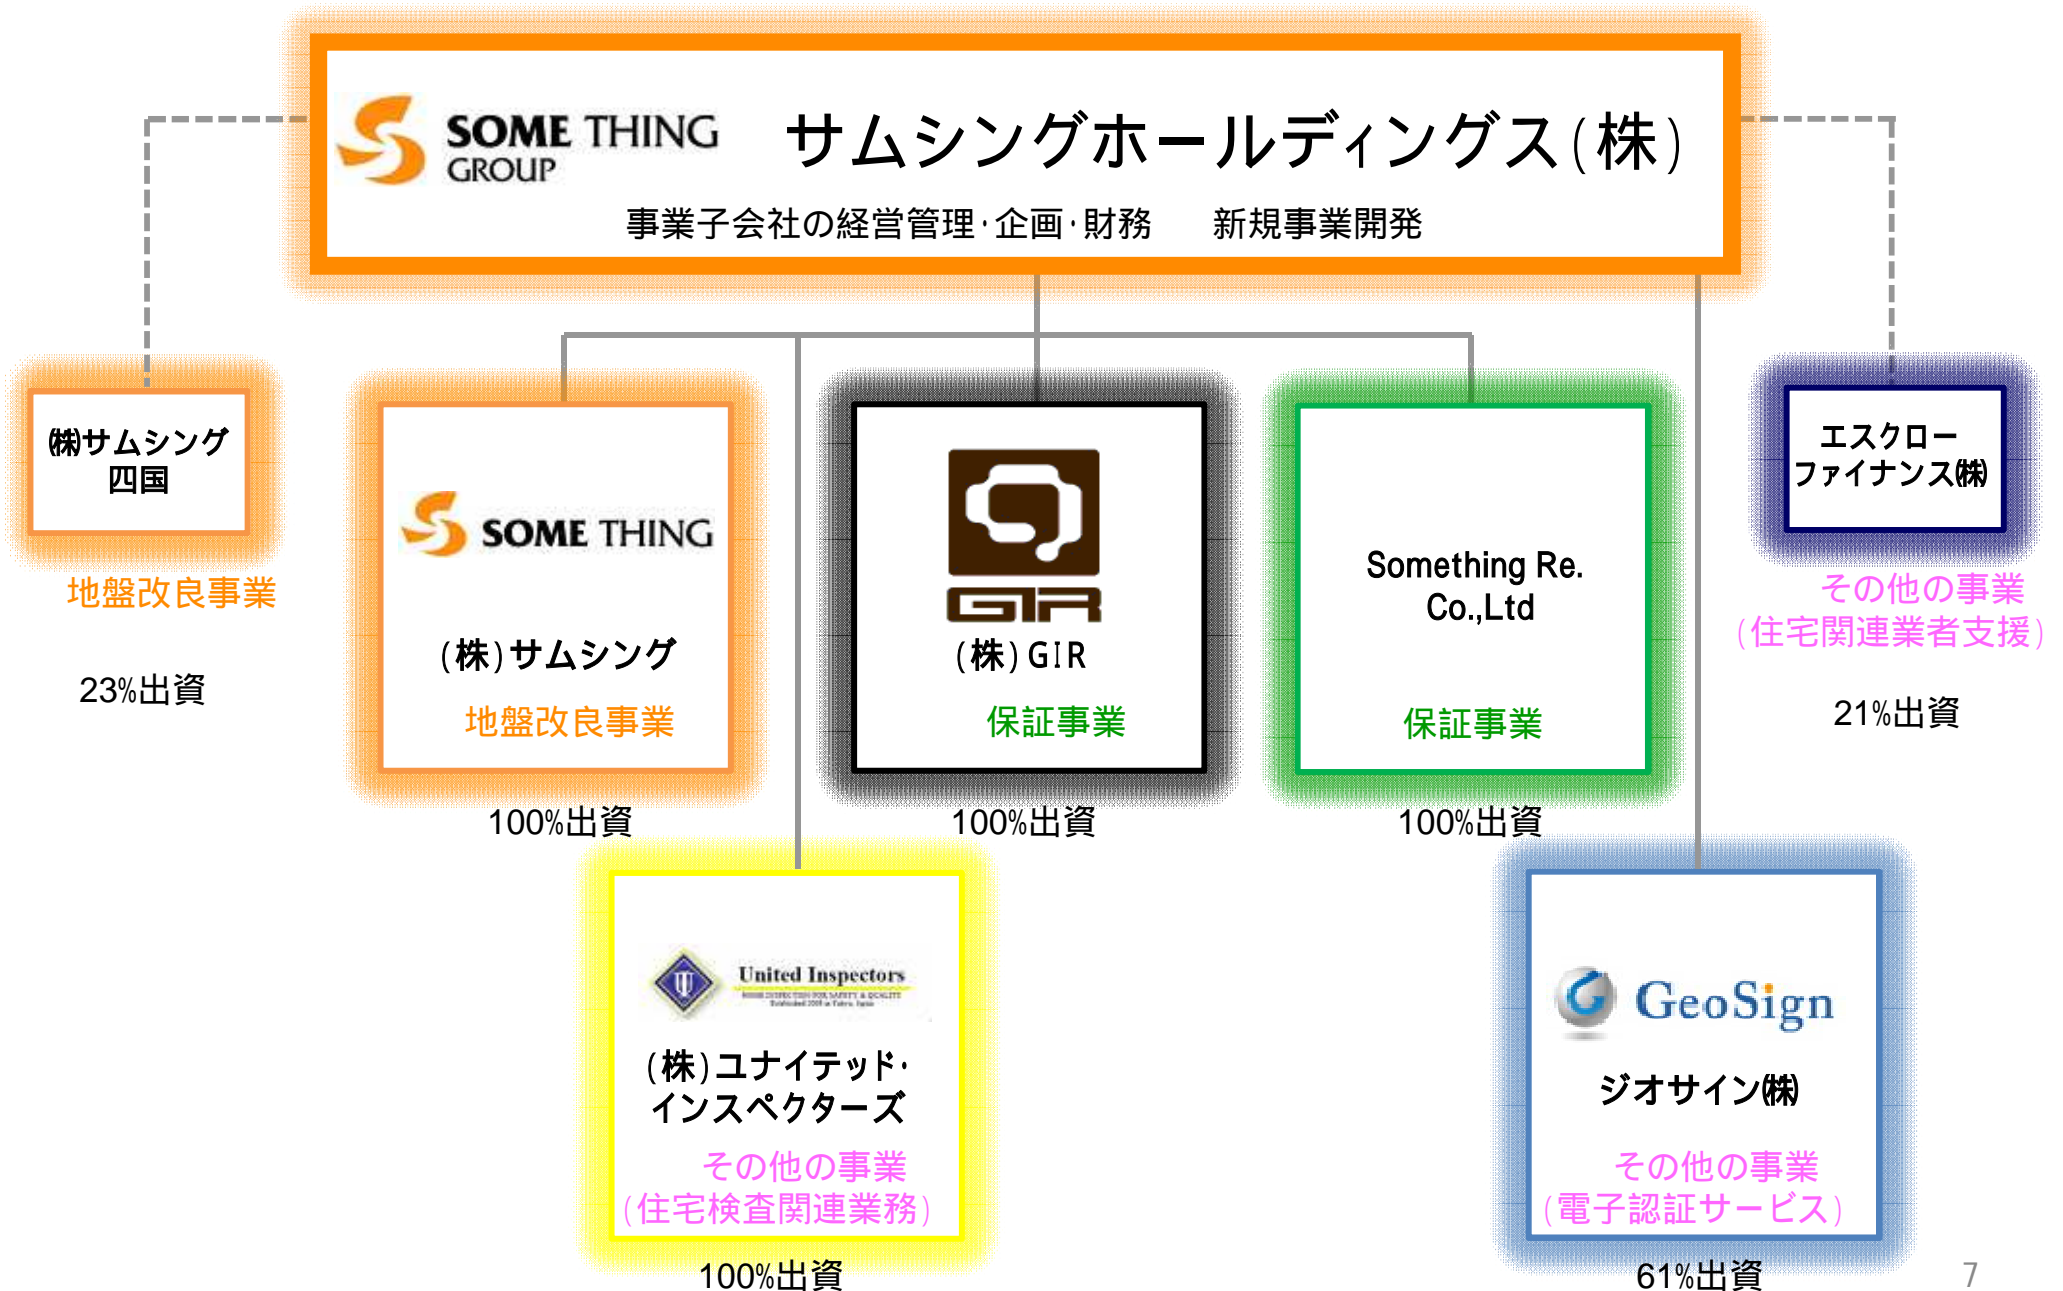 SOME THING
GROUP
サムシングホールディングス(株)
事業子会社の経営管理・企画・財務　新規事業開発
(株)サムシング
四国
地盤改良事業
23%出資
SOME THING
(株)サムシング
地盤改良事業
100%出資
GIR
(株)GIR
保証事業
100%出資
Something Re.
Co.,Ltd
保証事業
100%出資
エスクロー
ファイナンス(株)
その他の事業
(住宅関連業者支援)
21%出資
United Inspectors
HOME INSPECTION FOR SAFETY & QUALITY
(株)ユナイテッド・
インスペクターズ
その他の事業
(住宅検査関連業務)
100%出資
GeoSign
ジオサイン(株)
その他の事業
(電子認証サービス)
61%出資
7